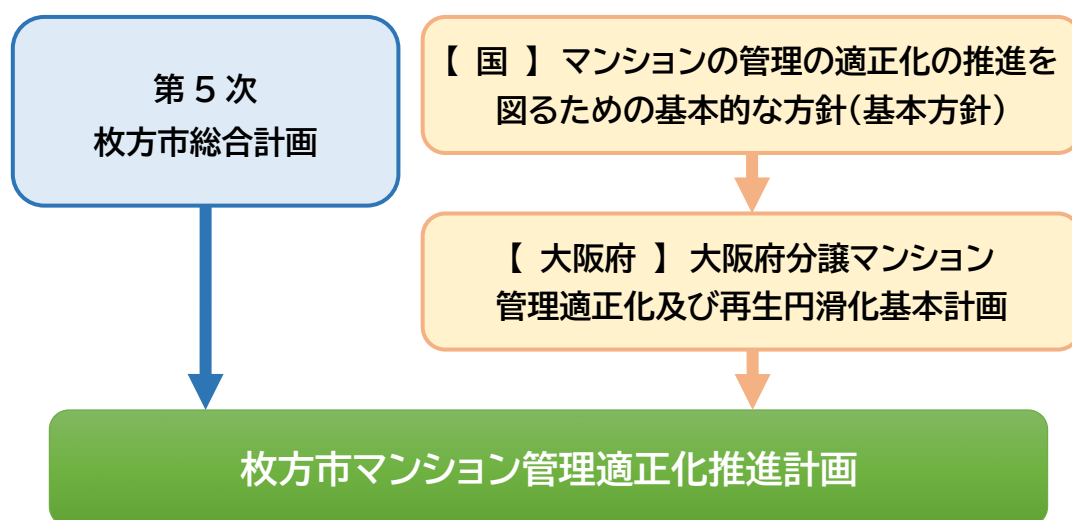 第5次
枚方市総合計画
【 国 】 マンションの管理の適正化の推進を
図るための基本的な方針(基本方針)
【 大阪府 】 大阪府分譲マンション
管理適正化及び再生円滑化基本計画
枚方市マンション管理適正化推進計画